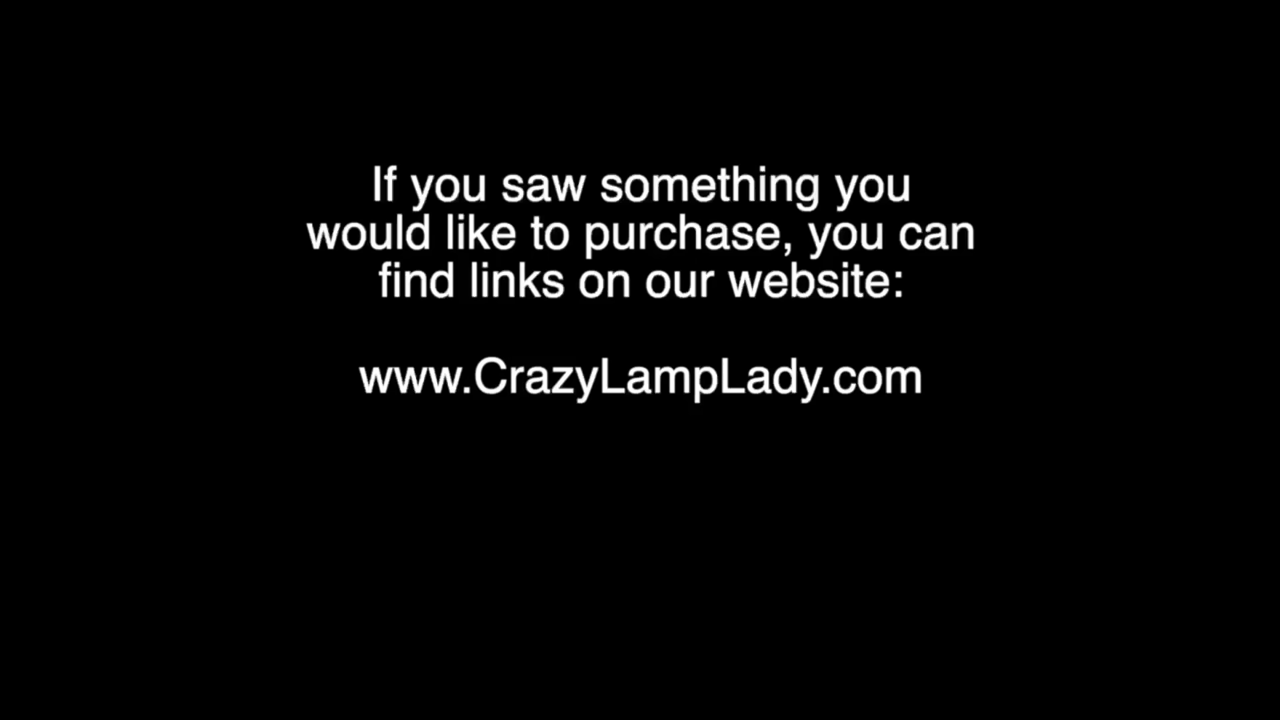 If you saw something you
would like to purchase, you can
find links on our website:
www.CrazyLampLady.com